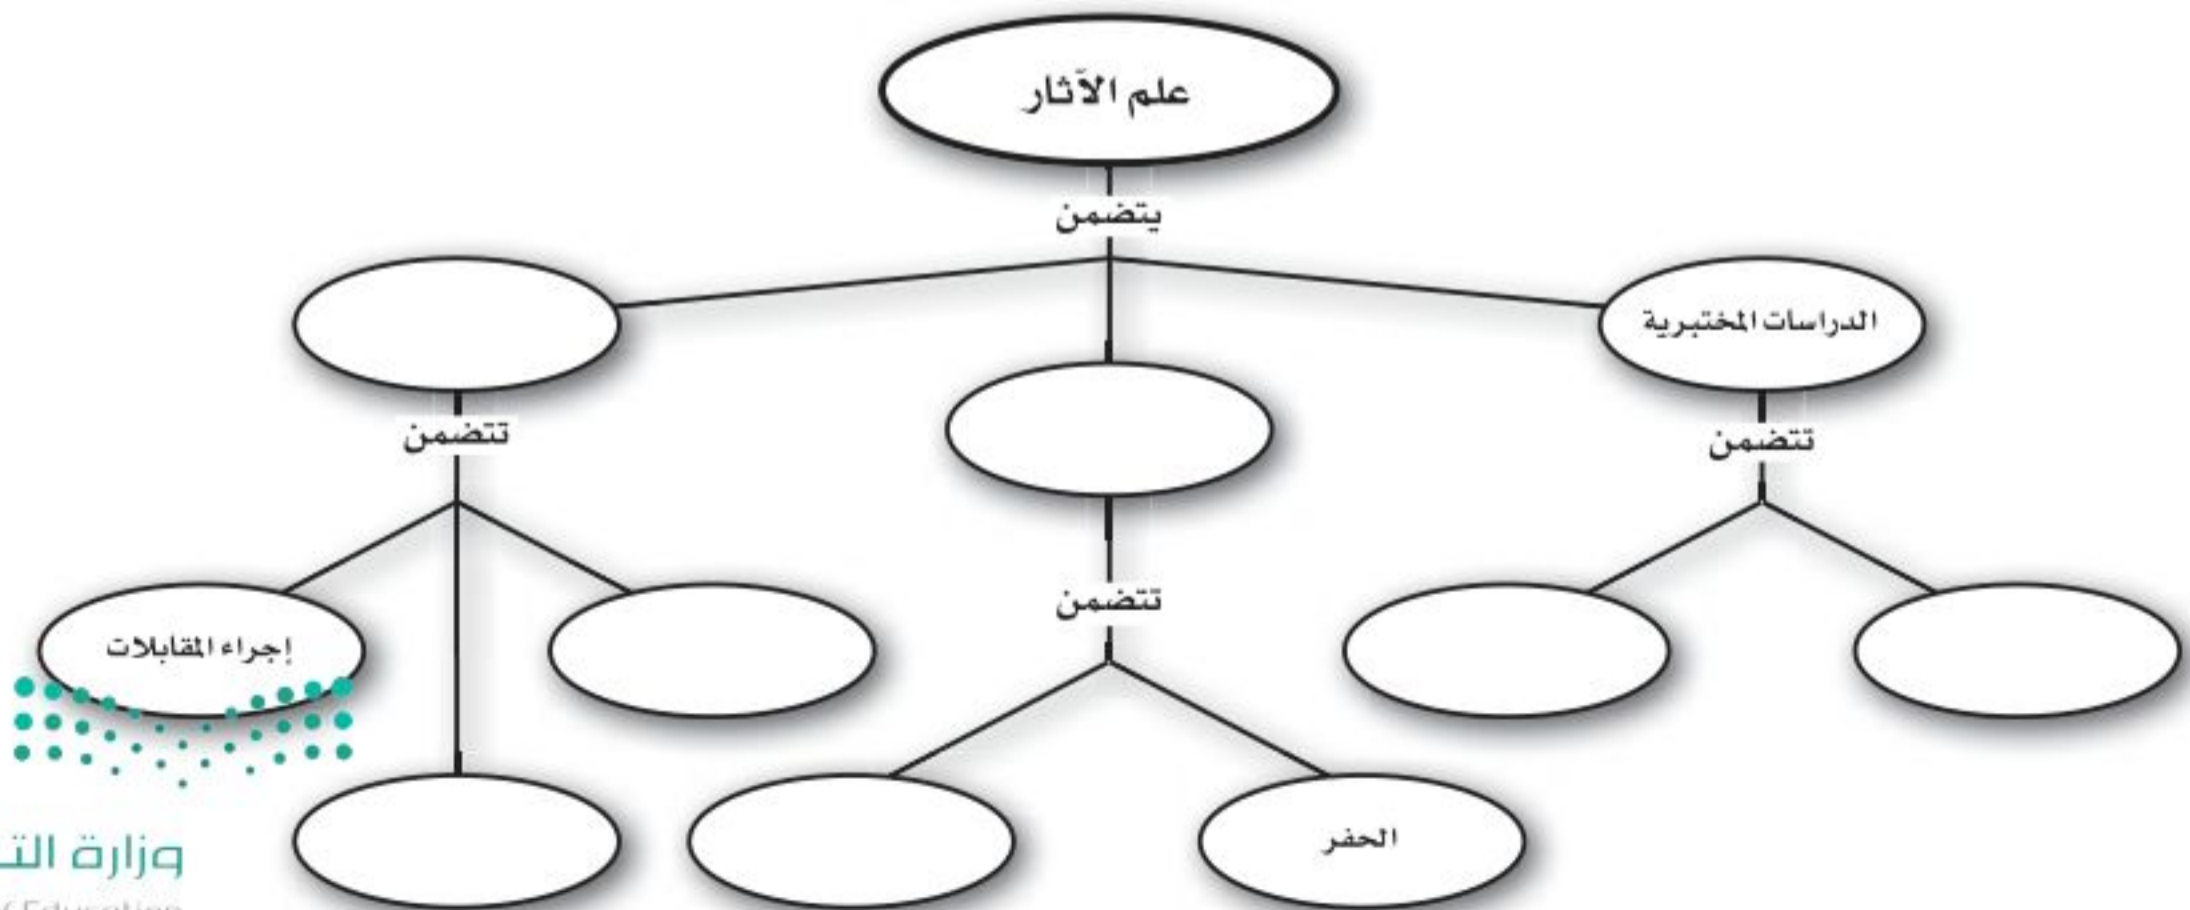 علم الآثار
يتضمن
الدراسات المختبرية
تتضمن
تتضمن
تتضمن
إجراء المقابلات
الحفر
وزارة التـ